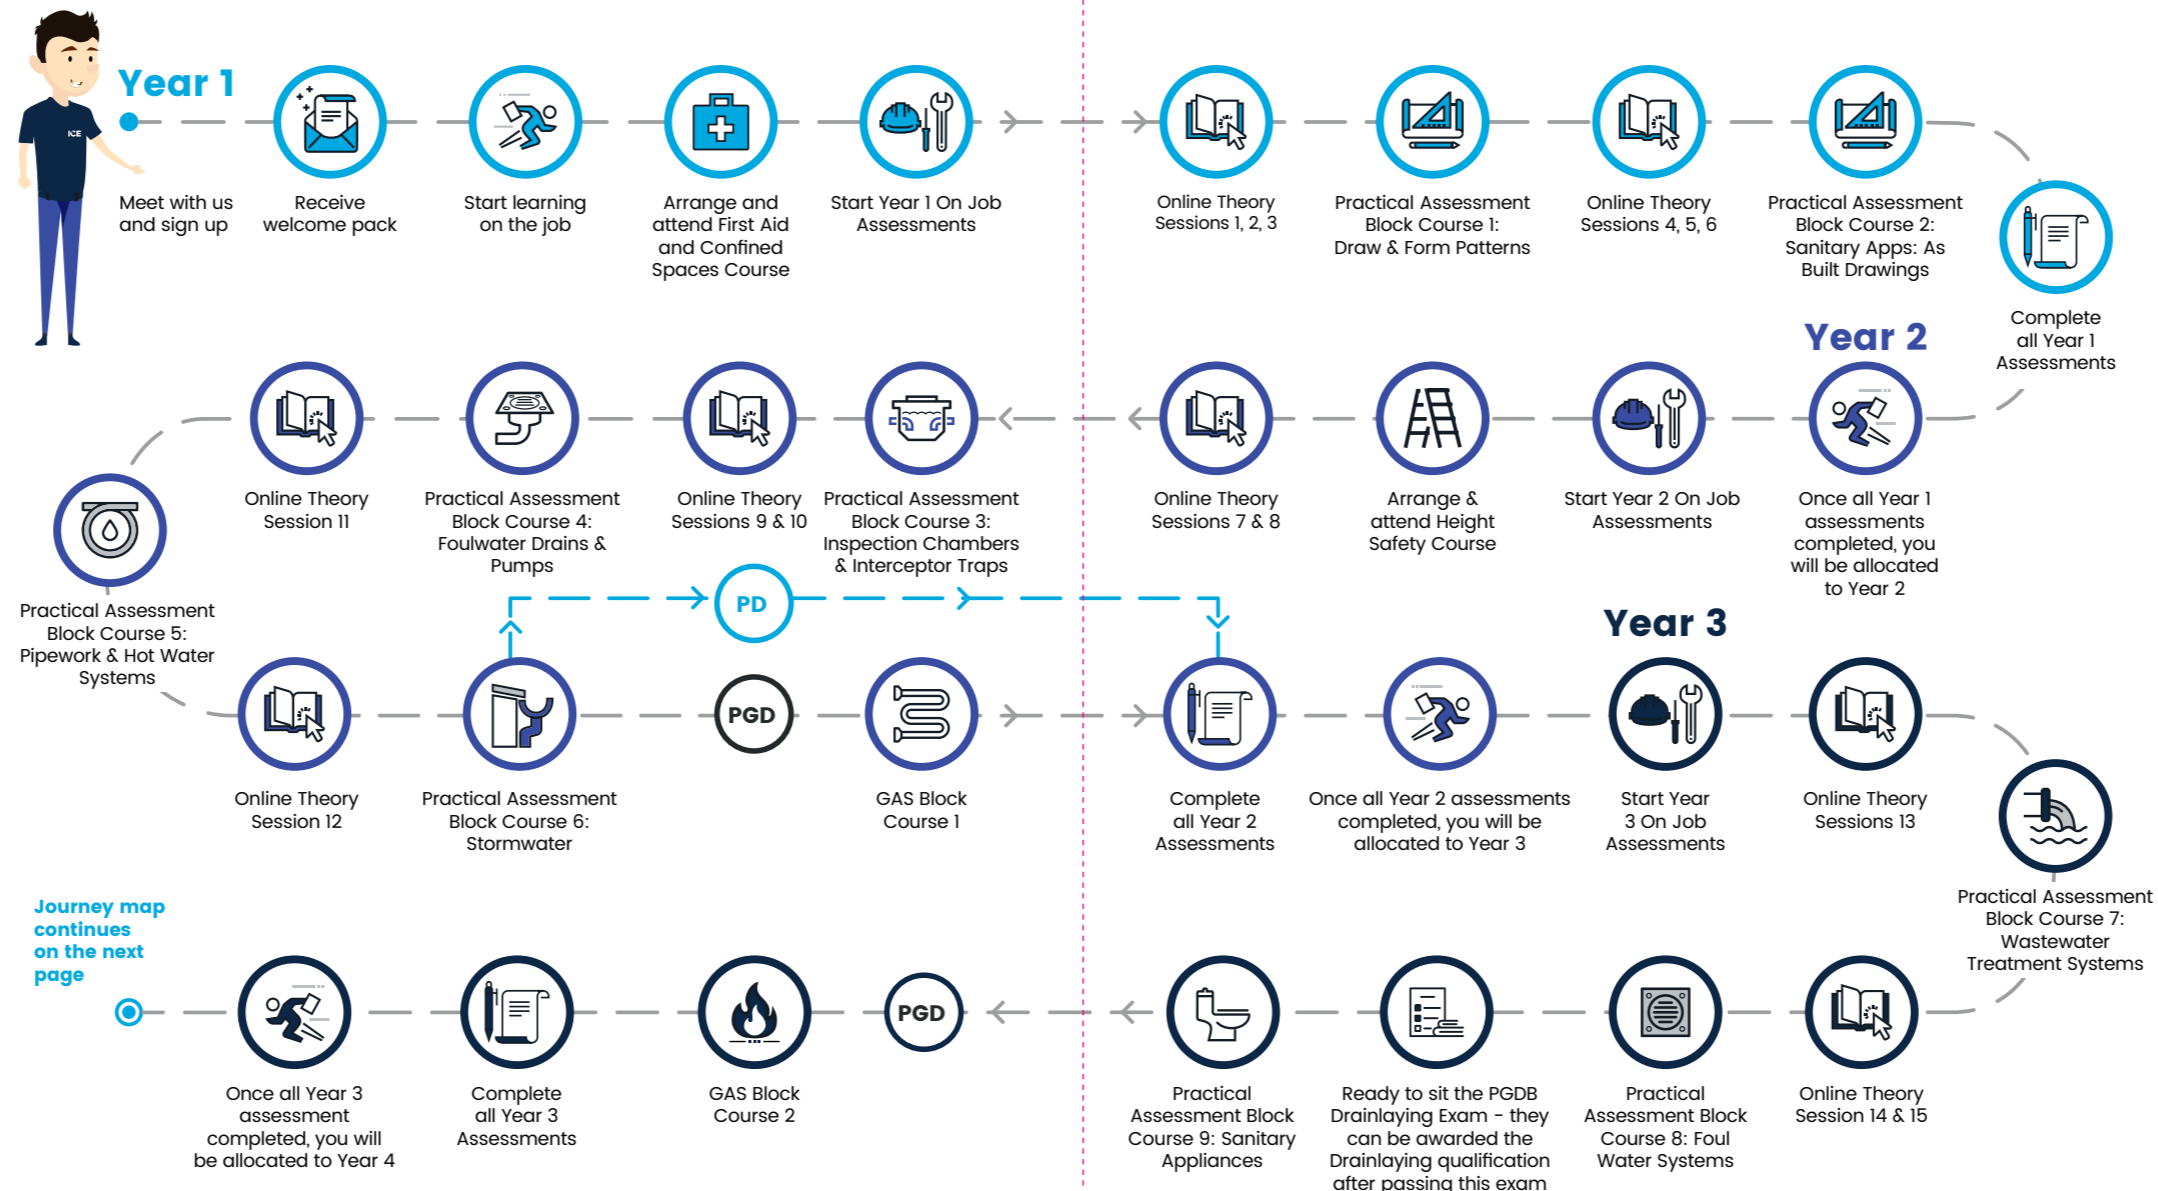 Year 1
ICE
Meet with us
and sign up
Receive
welcome pack
Start learning
on the job
Arrange and
attend First Aid
and Confined
Spaces Course
Start Year 1 On Job
Assessments
Online Theory
Sessions 1, 2, 3
Practical Assessment
Block Course 1:
Draw & Form Patterns
Online Theory
Sessions 4, 5, 6
Practical Assessment
Block Course 2:
Sanitary Apps: As
Built Drawings
Complete
all Year 1
Assessments
Year 2
Once all Year 1
assessments
completed, you
will be allocated
to Year 2
Start Year 2 On Job
Assessments
Arrange &
attend Height
Safety Course
Online Theory
Sessions 7 & 8
Practical Assessment
Block Course 3:
Inspection Chambers
& Interceptor Traps
Online Theory
Sessions 9 & 10
Practical Assessment
Block Course 4:
Foulwater Drains &
Pumps
Online Theory
Session 11
Practical Assessment
Block Course 5:
Pipework & Hot Water
Systems
Online Theory
Session 12
Practical Assessment
Block Course 6:
Stormwater
PD
PGD
GAS Block
Course 1
Complete
all Year 2
Assessments
Once all Year 2 assessments
completed, you will be
allocated to Year 3
Year 3
Start Year
3 On Job
Assessments
Online Theory
Sessions 13
Practical Assessment
Block Course 7:
Wastewater
Treatment Systems
Online Theory
Session 14 & 15
Practical
Assessment Block
Course 8: Foul
Water Systems
Ready to sit the PGDB
Drainlaying Exam - they
can be awarded the
Drainlaying qualification
after passing this exam
Practical
Assessment Block
Course 9: Sanitary
Appliances
PGD
GAS Block
Course 2
Complete
all Year 3
Assessments
Once all Year 3
assessment
completed, you will
be allocated to Year 4
Journey map
continues
on the next
page